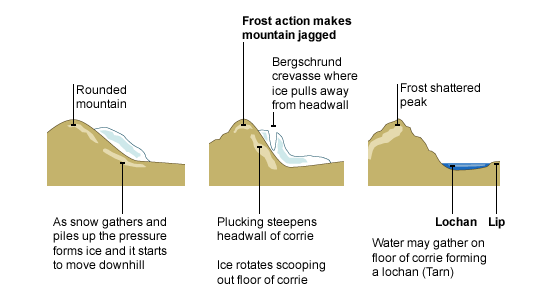 Frost action makes
mountain jagged
Bergschrund
crevasse where
ice pulls away
from headwall
Rounded
mountain
Frost shattered
peak
As snow gathers and
piles up the pressure
forms ice and it starts
to move downhill
Plucking steepens
headwall of corrie
Ice rotates scooping
out floor of corrie
Lochan
Lip
Water may gather on
floor of corrie forming
a lochan (Tarn)